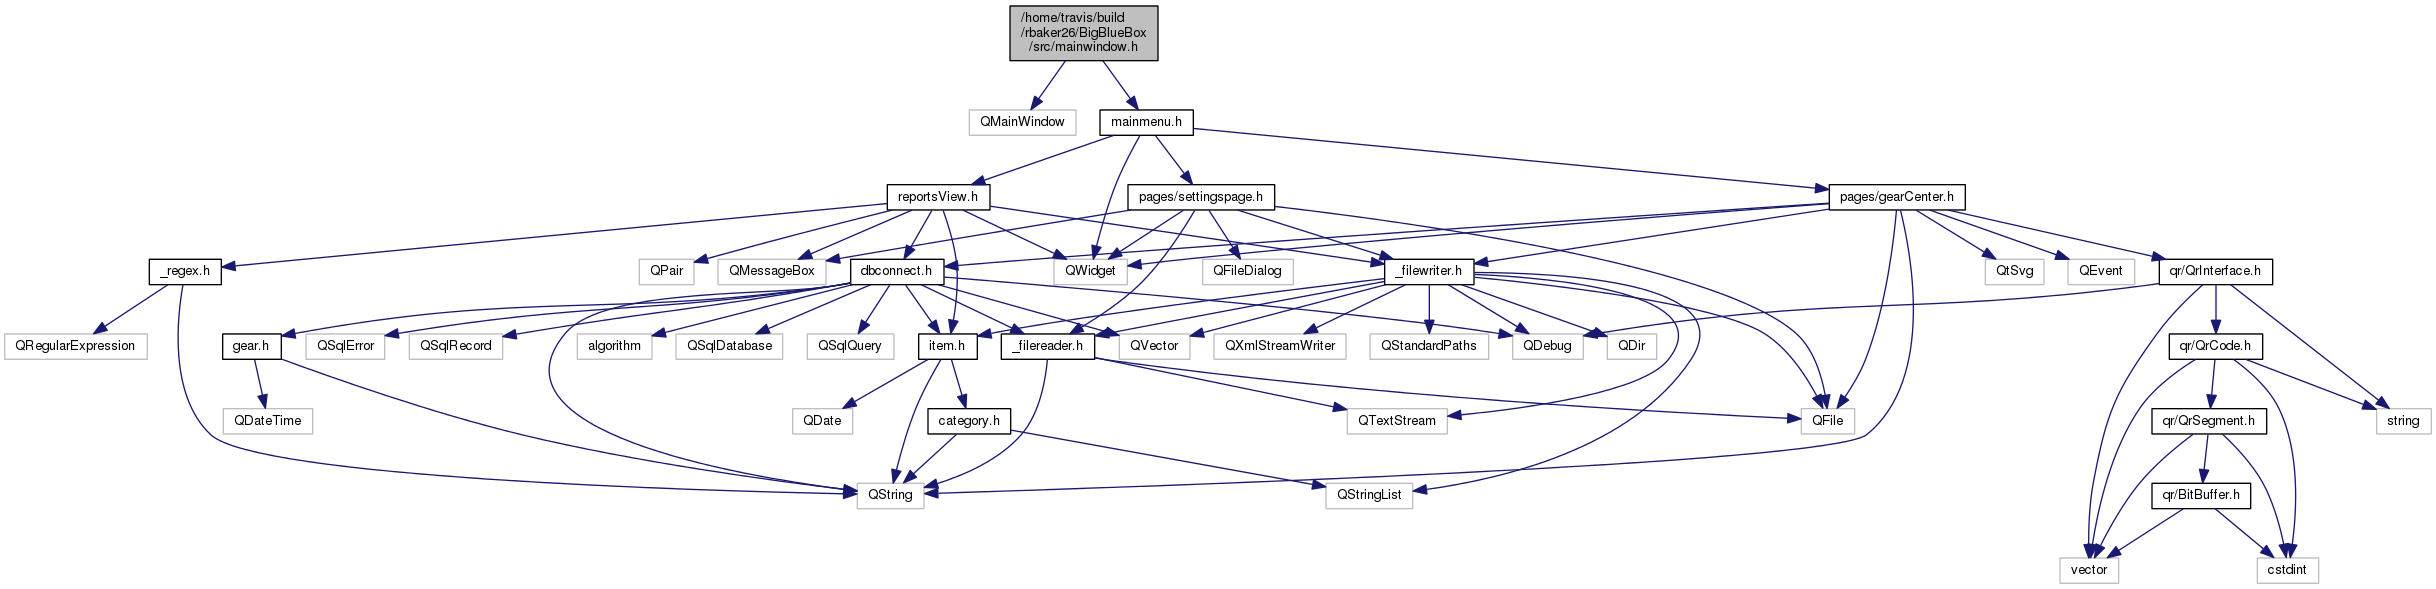 /home/travis/build
/rbaker26/BigBlueBox
/src/mainwindow.h
QMainWindow
mainmenu.h
reportsView.h
pages/settingspage.h
pages/gearCenter.h
_regex.h
QPair
QMessageBox
dbconnect.h
QWidget
QFileDialog
_filewriter.h
QtSvg
QEvent
qr/QrInterface.h
QRegularExpression
gear.h
QSqlError
QSqlRecord
algorithm
QSqlDatabase
QSqlQuery
item.h
_filereader.h
QVector
QXmlStreamWriter
QStandardPaths
QDebug
QDir
qr/QrCode.h
QDateTime
QDate
category.h
QTextStream
QFile
qr/QrSegment.h
string
QString
QStringList
qr/BitBuffer.h
vector
cstdint